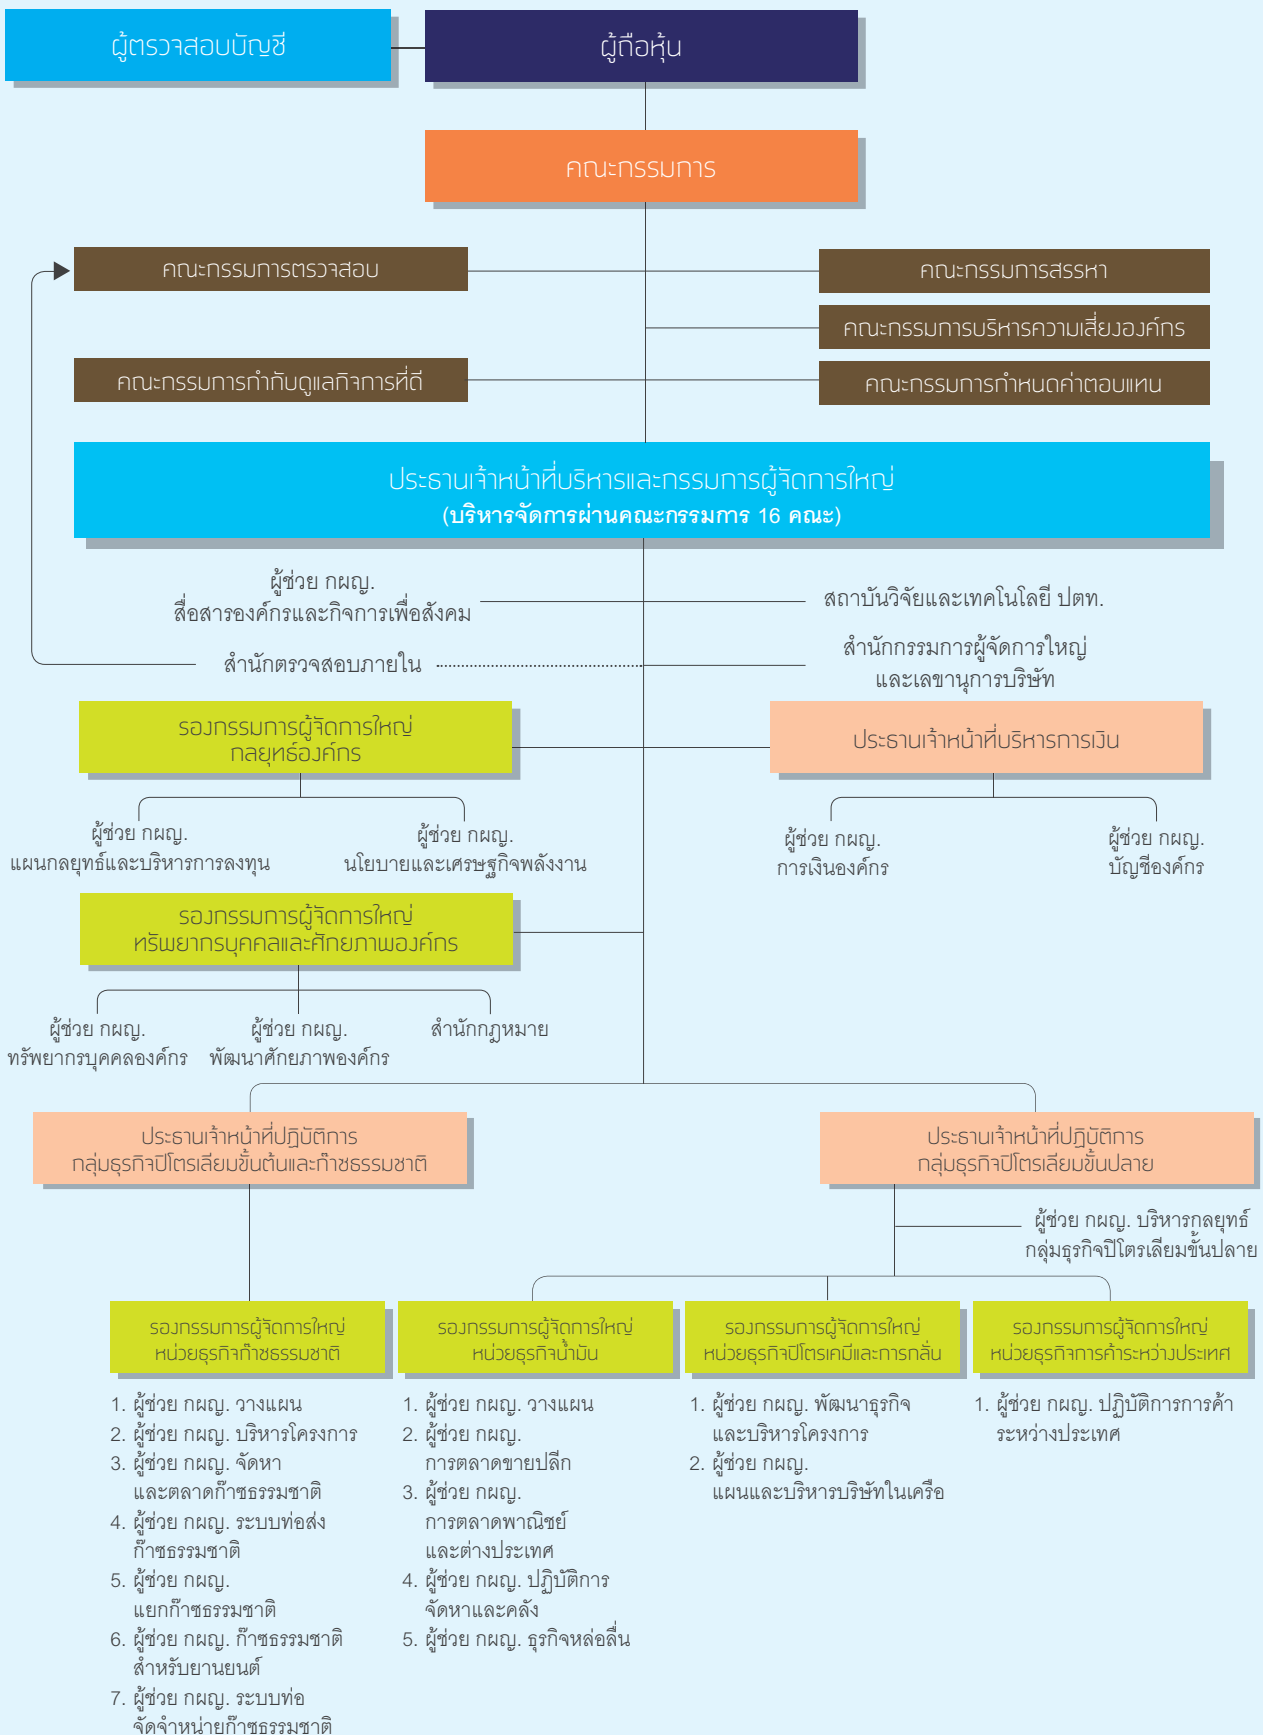 ผู้ตรวจสอบบัญชี
ผู้ถือหุ้น
คณะกรรมการ
คณะกรรมการตรวจสอบ
คณะกรรมการสรรหา
คณะกรรมการบริหารความเสี่ยงองค์กร
คณะกรรมการกำกับดูแลกิจการที่ดี
คณะกรรมการกำหนดค่าตอบแทน
ประธานเจ้าหน้าที่บริหารและกรรมการผู้จัดการใหญ่
(บริหารจัดการผ่านคณะกรรมการ 16 คณะ)
ผู้ช่วย กผญ.
สื่อสารองค์กรและกิจการเพื่อสังคม
สถาบันวิจัยและเทคโนโลยี ปตท.
สำนักตรวจสอบภายใน
สำนักกรรมการผู้จัดการใหญ่
และเลขานุการบริษัท
รองกรรมการผู้จัดการใหญ่
กลยุทธ์องค์กร
ประธานเจ้าหน้าที่บริหารการเงิน
ผู้ช่วย กผญ.
แผนกลยุทธ์และบริหารการลงทุน
ผู้ช่วย กผญ.
นโยบายและเศรษฐกิจพลังงาน
ผู้ช่วย กผญ.
การเงินองค์กร
ผู้ช่วย กผญ.
บัญชีองค์กร
รองกรรมการผู้จัดการใหญ่
ทรัพยากรบุคคลและศักยภาพองค์กร
ผู้ช่วย กผญ.
ทรัพยากรบุคคลองค์กร
ผู้ช่วย กผญ.
พัฒนาศักยภาพองค์กร
สำนักกฎหมาย
ประธานเจ้าหน้าที่ปฏิบัติการ
กลุ่มธุรกิจปิโตรเลียมขั้นต้นและก๊าซธรรมชาติ
ประธานเจ้าหน้าที่ปฏิบัติการ
กลุ่มธุรกิจปิโตรเลียมขั้นปลาย
ผู้ช่วย กผญ. บริหารกลยุทธ์
กลุ่มธุรกิจปิโตรเลียมขั้นปลาย
รองกรรมการผู้จัดการใหญ่
หน่วยธุรกิจก๊าซธรรมชาติ
1. ผู้ช่วย กผญ. วางแผน
2. ผู้ช่วย กผญ. บริหารโครงการ
3. ผู้ช่วย กผญ. จัดหา
และตลาดก๊าซธรรมชาติ
4. ผู้ช่วย กผญ. ระบบท่อส่ง
ก๊าซธรรมชาติ
5. ผู้ช่วย กผญ.
แยกก๊าซธรรมชาติ
6. ผู้ช่วย กผญ. ก๊าซธรรมชาติ
สำหรับยานยนต์
7. ผู้ช่วย กผญ. ระบบท่อ
จัดจำหน่ายก๊าซธรรมชาติ
รองกรรมการผู้จัดการใหญ่
หน่วยธุรกิจน้ำมัน
1. ผู้ช่วย กผญ. วางแผน
2. ผู้ช่วย กผญ.
การตลาดขายปลีก
3. ผู้ช่วย กผญ.
การตลาดพาณิชย์
และต่างประเทศ
4. ผู้ช่วย กผญ. ปฏิบัติการ
จัดหาและคลัง
5. ผู้ช่วย กผญ. ธุรกิจหล่อลื่น
รองกรรมการผู้จัดการใหญ่
หน่วยธุรกิจปิโตรเคมีและการกลั่น
1. ผู้ช่วย กผญ. พัฒนาธุรกิจ
และบริหารโครงการ
2. ผู้ช่วย กผญ.
แผนและบริหารบริษัทในเครือ
รองกรรมการผู้จัดการใหญ่
หน่วยธุรกิจการค้าระหว่างประเทศ
1. ผู้ช่วย กผญ. ปฏิบัติการการค้า
ระหว่างประเทศ